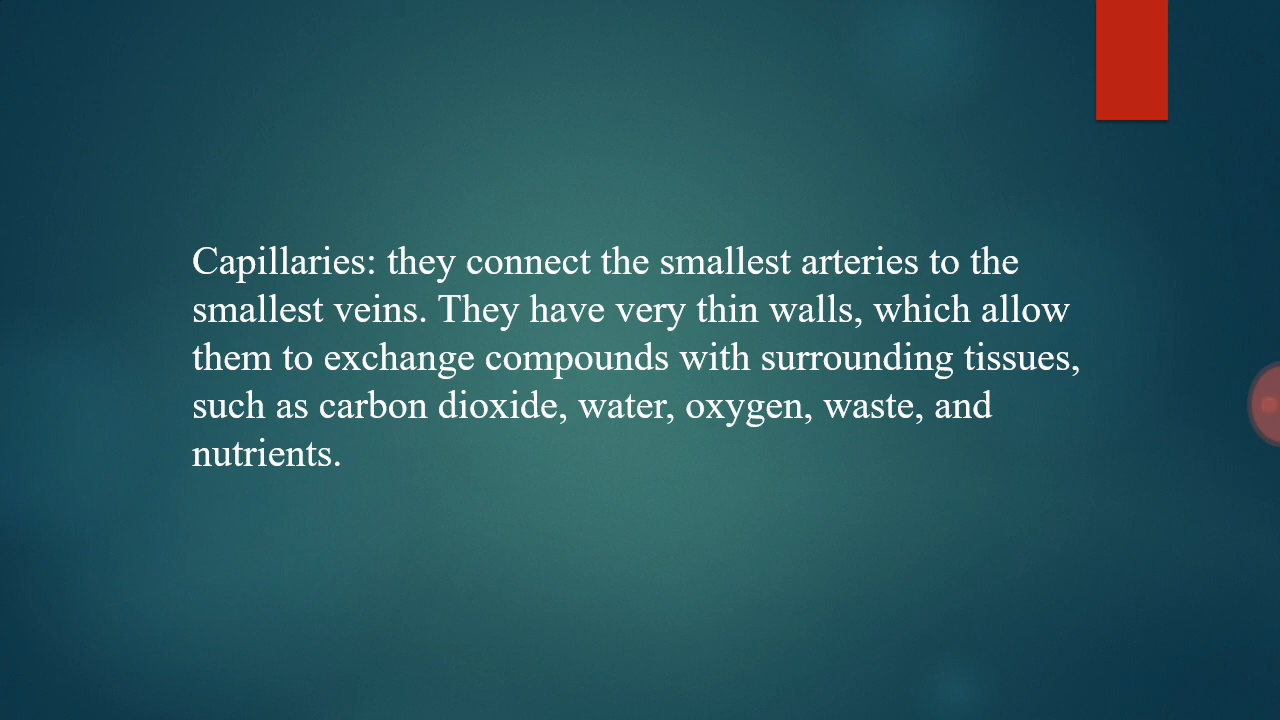 Capillaries: they connect the smallest arteries to the
smallest veins. They have very thin walls, which allow
them to exchange compounds with surrounding tissues,
such as carbon dioxide, water, oxygen, waste, and
nutrients.